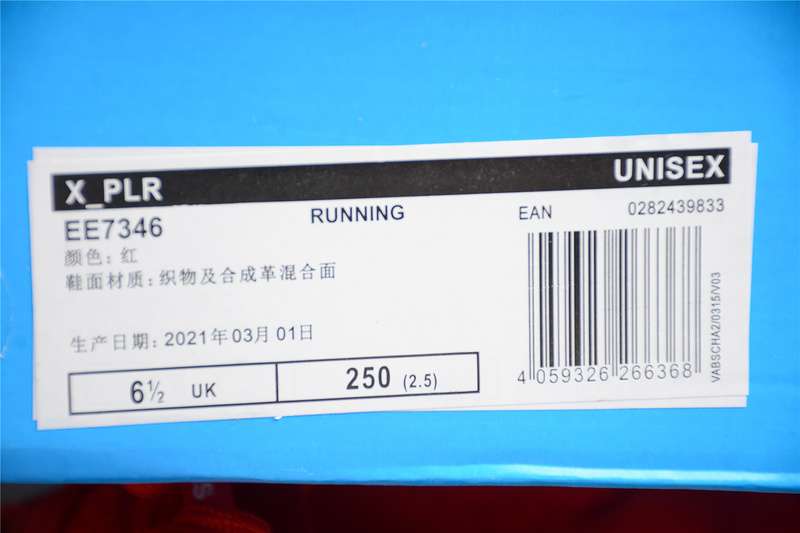 X_PLR UNISEX
EE7346 RUNNING EAN 0282439833
颜色: 红
鞋面材质: 织物及合成革混合面
生产日期: 2021年03月01日
6½ UK 250 (2.5)
4 059326 266368
VABSCHA2/0315/V03